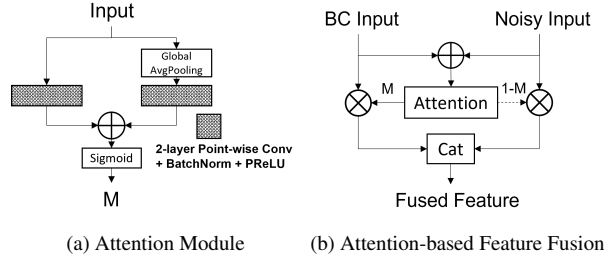 Input
Global
AvgPooling
2-layer Point-wise Conv
+ BatchNorm + PReLU
Sigmoid
M
(a) Attention Module
BC Input
Noisy Input
M
Attention
1-M
Cat
Fused Feature
(b) Attention-based Feature Fusion